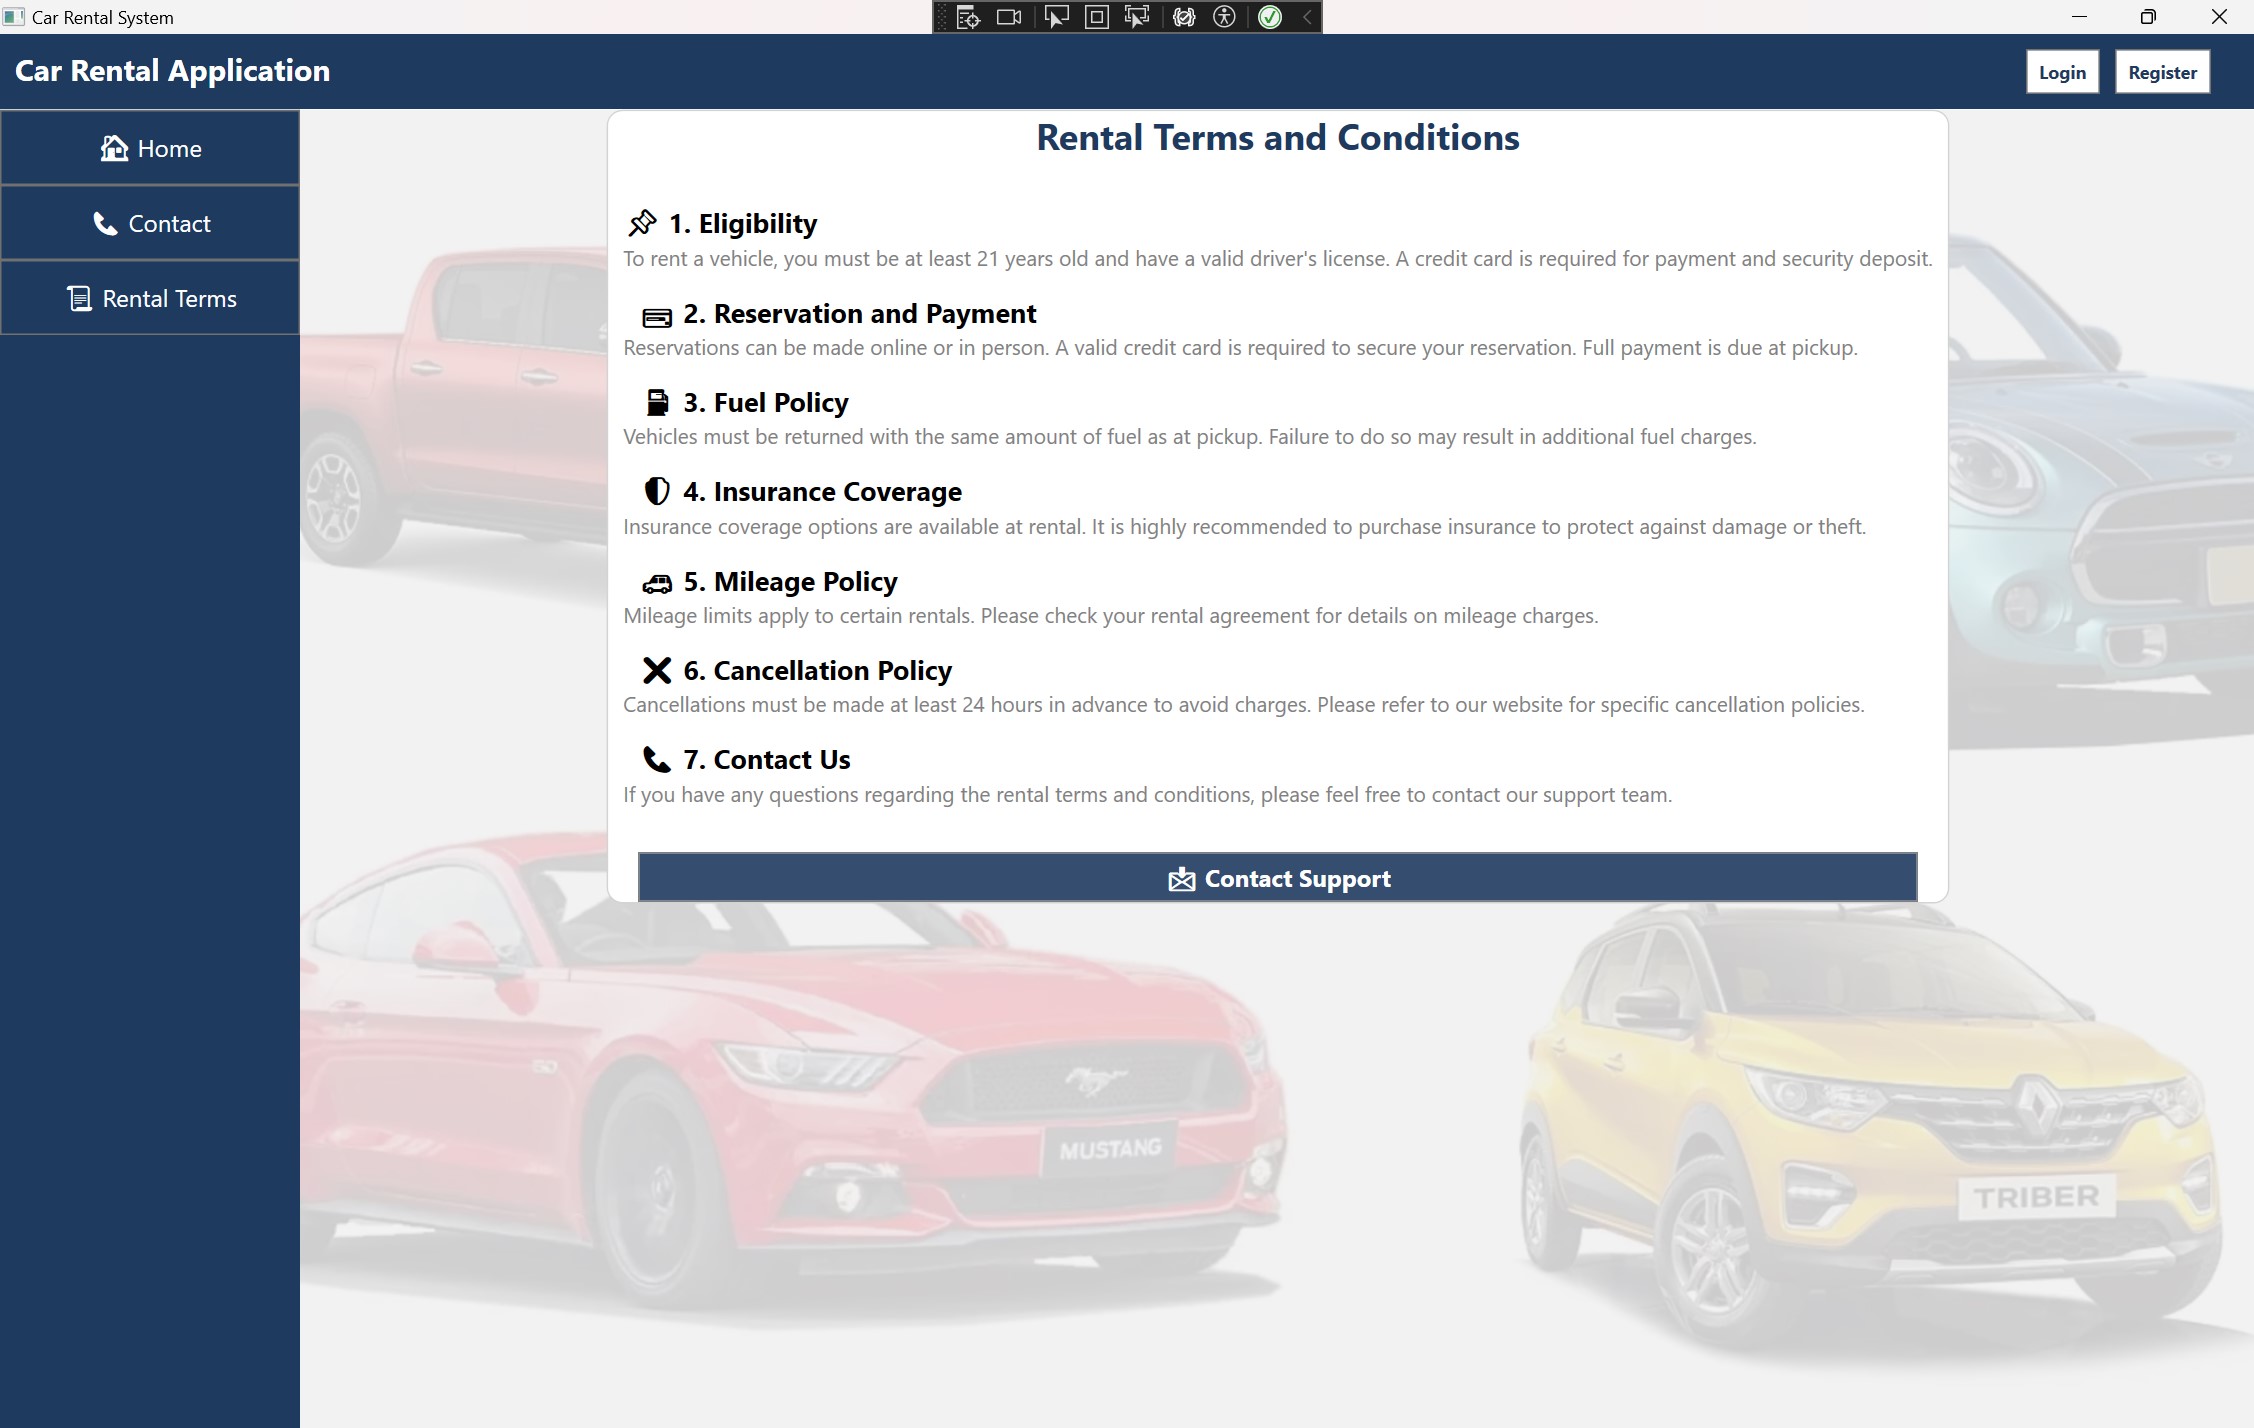 Car Rental System
Car Rental Application
Login
Register
Home
Contact
Rental Terms
Rental Terms and Conditions
1. Eligibility
To rent a vehicle, you must be at least 21 years old and have a valid driver's license. A credit card is required for payment and security deposit.
2. Reservation and Payment
Reservations can be made online or in person. A valid credit card is required to secure your reservation. Full payment is due at pickup.
3. Fuel Policy
Vehicles must be returned with the same amount of fuel as at pickup. Failure to do so may result in additional fuel charges.
4. Insurance Coverage
Insurance coverage options are available at rental. It is highly recommended to purchase insurance to protect against damage or theft.
5. Mileage Policy
Mileage limits apply to certain rentals. Please check your rental agreement for details on mileage charges.
6. Cancellation Policy
Cancellations must be made at least 24 hours in advance to avoid charges. Please refer to our website for specific cancellation policies.
7. Contact Us
If you have any questions regarding the rental terms and conditions, please feel free to contact our support team.
Contact Support
MUSTANG
TRIBER